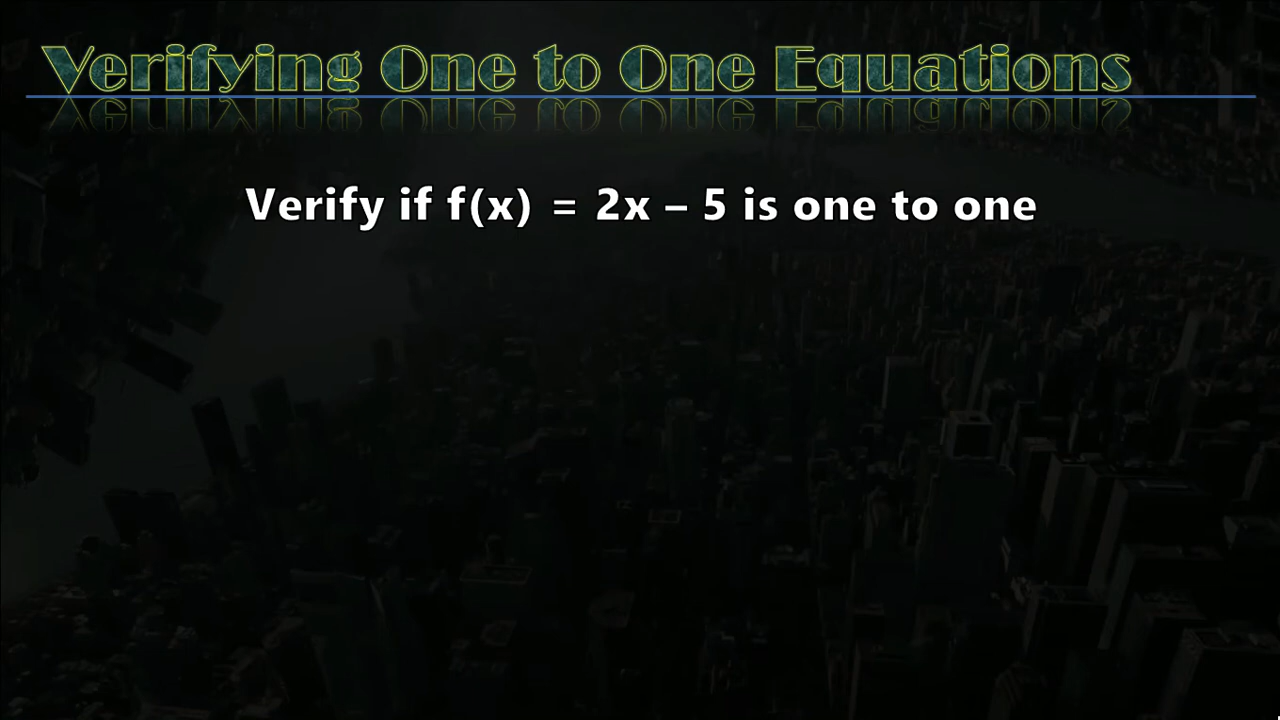 Verifying One to One Equations
Verify if f(x) = 2x – 5 is one to one